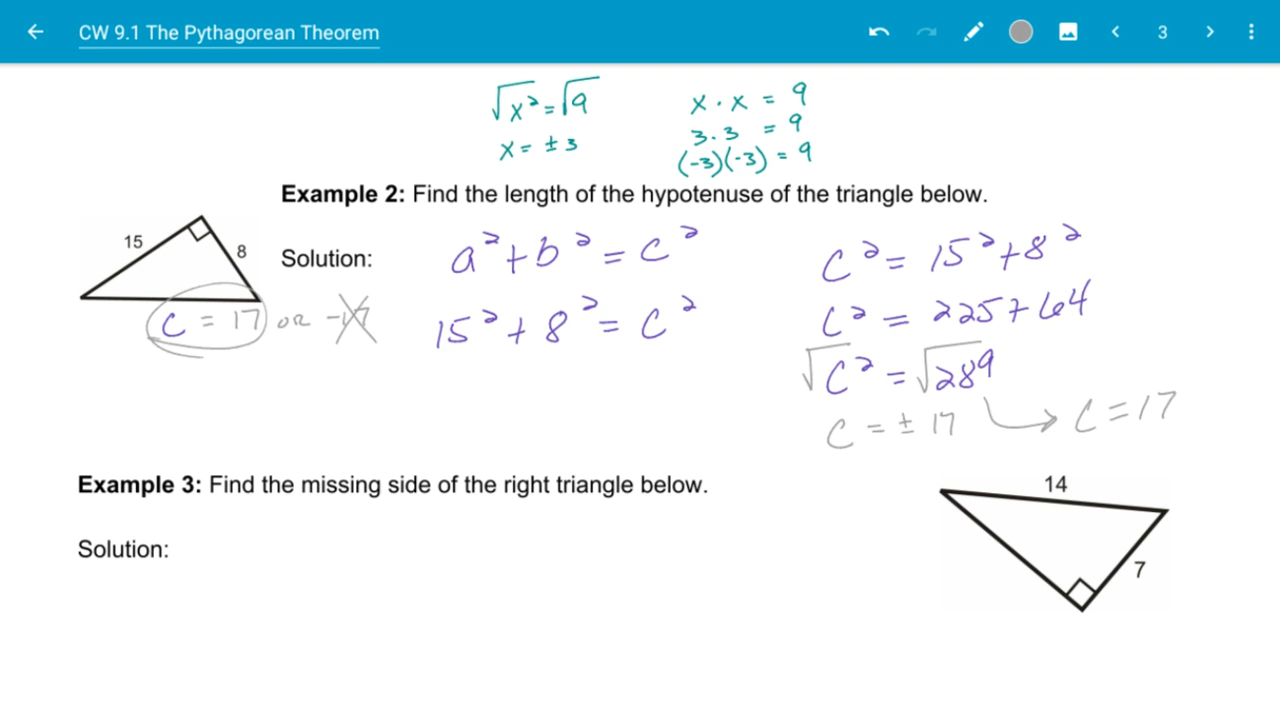 CW 9.1 The Pythagorean Theorem
3
√x² = √9
x = ± 3
x · x = 9
3 · 3 = 9
(-3)(-3) = 9
Example 2: Find the length of the hypotenuse of the triangle below.
15
8
c = 17 or -17
Solution:
a² + b² = c²
15² + 8² = c²
c² = 15² + 8²
c² = 225 + 64
√c² = √289
c = ± 17 → c = 17
Example 3: Find the missing side of the right triangle below.
14
7
Solution: